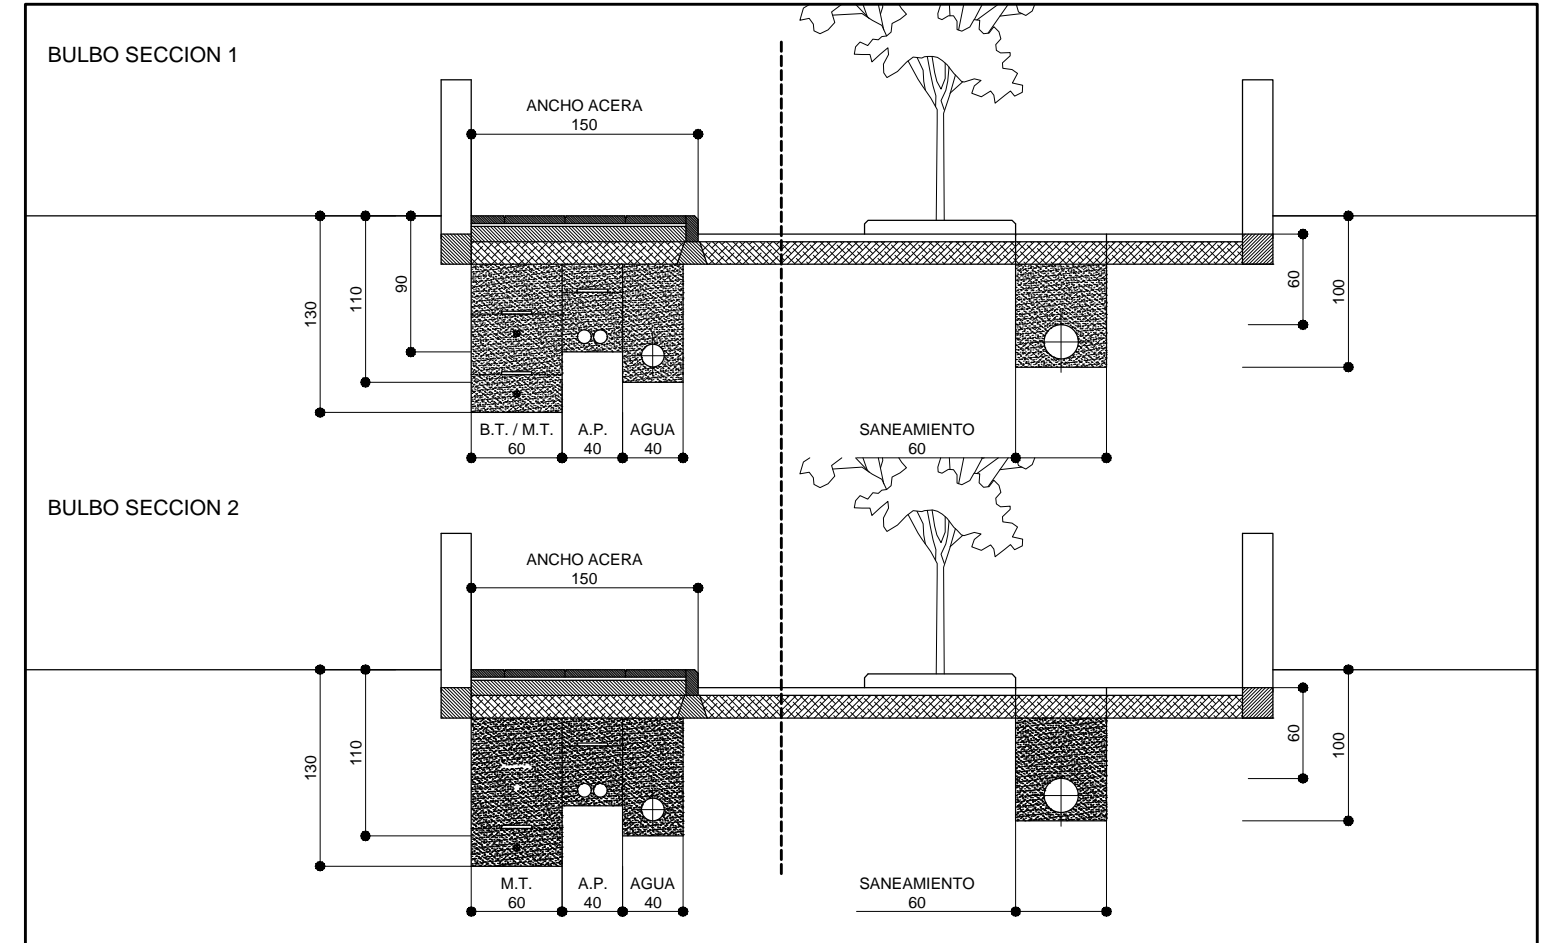 BULBO SECCION 1
ANCHO ACERA
150
130
110
90
60
100
B.T. / M.T.
60
A.P.
40
AGUA
40
SANEAMIENTO
60
BULBO SECCION 2
ANCHO ACERA
150
130
110
60
100
M.T.
60
A.P.
40
AGUA
40
SANEAMIENTO
60